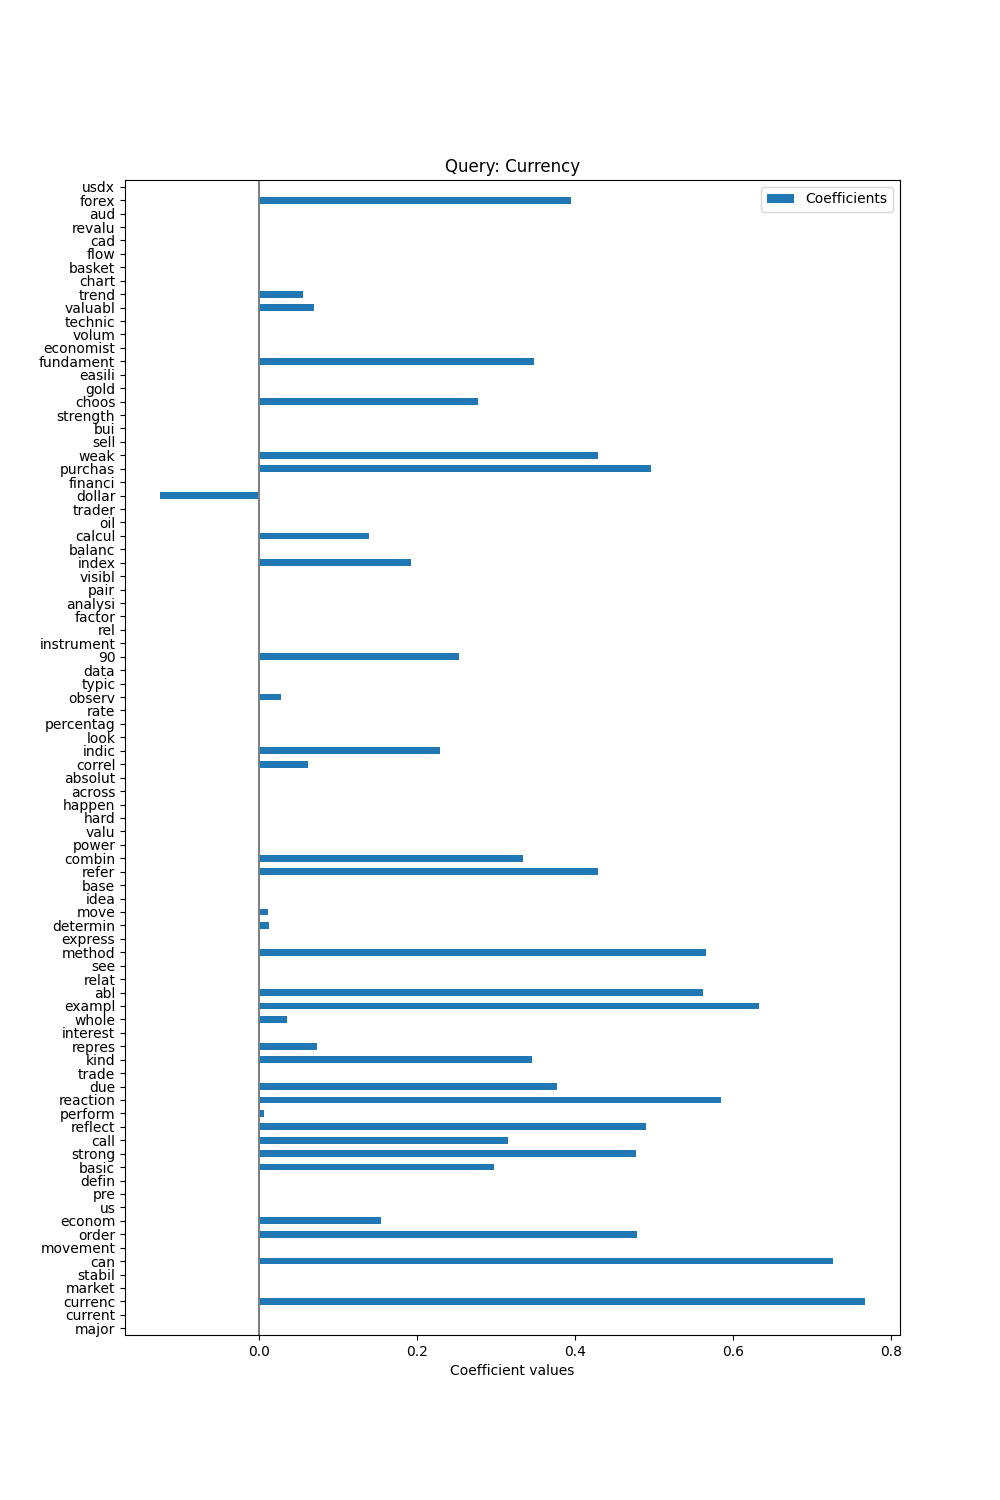 Query: Currency
Coefficients
usdx
forex
aud
revalu
cad
flow
basket
chart
trend
valuabl
technic
volum
economist
fundament
easili
gold
choos
strength
bui
sell
weak
purchas
financi
dollar
trader
oil
calcul
balanc
index
visibl
pair
analysi
factor
rel
instrument
90
data
typic
observ
rate
percentag
look
indic
correl
absolut
across
happen
hard
valu
power
combin
refer
base
idea
move
determin
express
method
see
relat
abl
exampl
whole
interest
repres
kind
trade
due
reaction
perform
reflect
call
strong
basic
defin
pre
us
econom
order
movement
can
stabil
market
currenc
current
major
0.0 0.2 0.4 0.6 0.8
Coefficient values